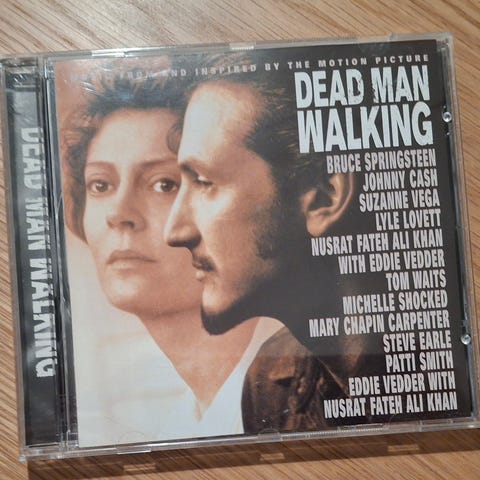 MUSIC FROM AND INSPIRED BY THE MOTION PICTURE
DEAD MAN
WALKING
BRUCE SPRINGSTEEN
JOHNNY CASH
SUZANNE VEGA
LYLE LOVETT
NUSRAT FATEH ALI KHAN
WITH EDDIE VEDDER
TOM WAITS
MICHELLE SHOCKED
MARY CHAPIN CARPENTER
STEVE EARLE
PATTI SMITH
EDDIE VEDDER WITH
NUSRAT FATEH ALI KHAN
DEAD MAN WALKING